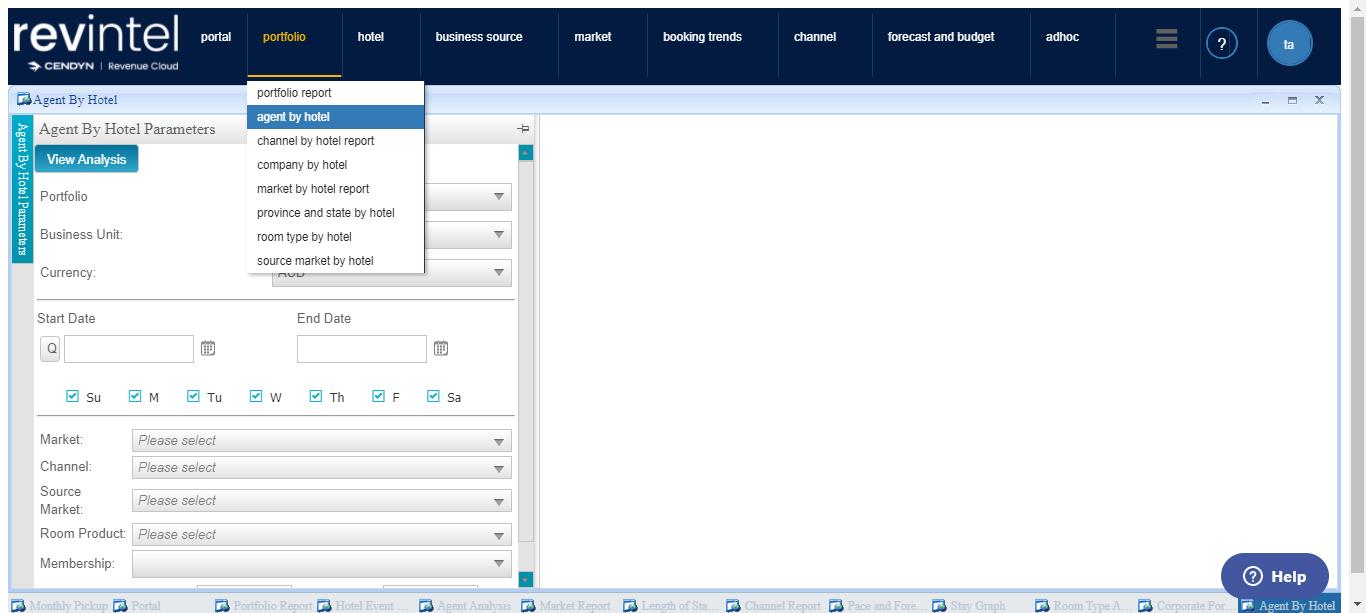 revintel
CENDYN | Revenue Cloud
portal portfolio hotel business source market booking trends channel forecast and budget adhoc ? ta
portfolio report
agent by hotel
channel by hotel report
company by hotel
market by hotel report
province and state by hotel
room type by hotel
source market by hotel
Agent By Hotel
Agent By Hotel Parameters
Agent By Hotel Parameters
View Analysis
Portfolio
Business Unit:
Currency: AUD
Start Date End Date
Q
Su M Tu W Th F Sa
Market: Please select
Channel: Please select
Source Market: Please select
Room Product: Please select
Membership:
? Help
Monthly Pickup Portal Portfolio Report Hotel Event ... Agent Analysis Market Report Length of Sta... Channel Report Pace and Fore... Stay Graph Room Type A... Corporate Por... Agent By Hotel